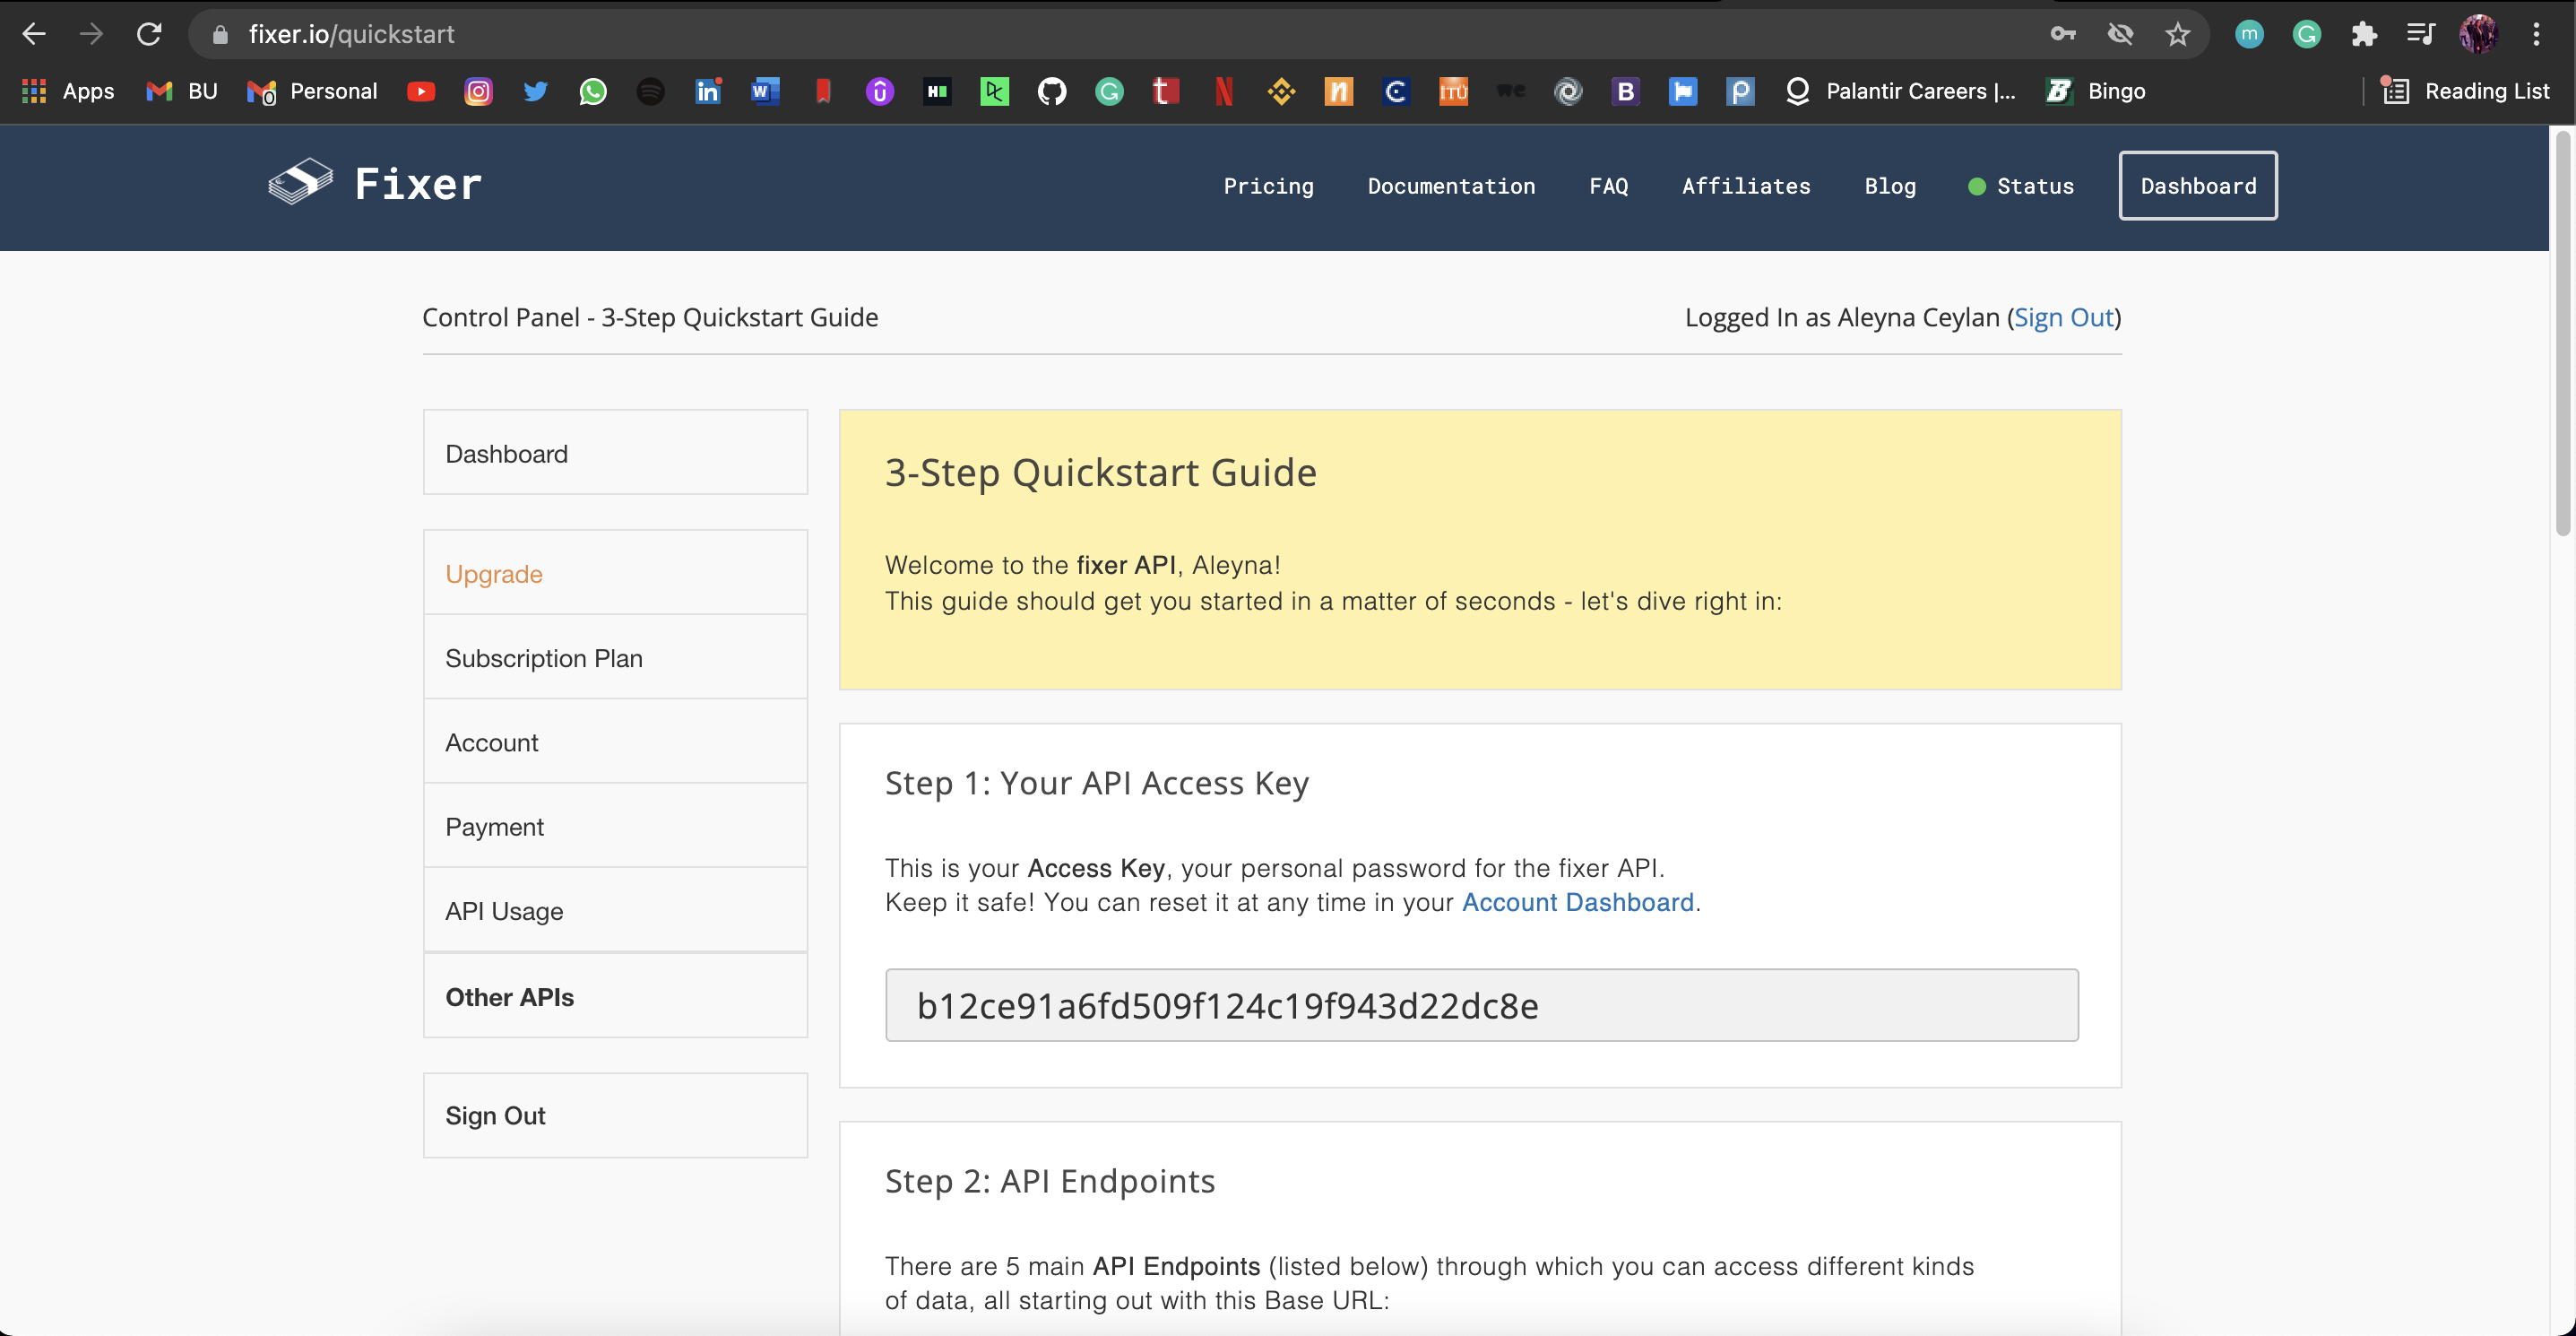 fixer.io/quickstart
Apps BU Personal Palantir Careers |... Bingo Reading List
Fixer
Pricing Documentation FAQ Affiliates Blog Status Dashboard
Control Panel - 3-Step Quickstart Guide
Logged In as Aleyna Ceylan (Sign Out)
Dashboard
Upgrade
Subscription Plan
Account
Payment
API Usage
Other APIs
Sign Out
3-Step Quickstart Guide
Welcome to the fixer API, Aleyna!
This guide should get you started in a matter of seconds - let's dive right in:
Step 1: Your API Access Key
This is your Access Key, your personal password for the fixer API.
Keep it safe! You can reset it at any time in your Account Dashboard.
b12ce91a6fd509f124c19f943d22dc8e
Step 2: API Endpoints
There are 5 main API Endpoints (listed below) through which you can access different kinds
of data, all starting out with this Base URL: